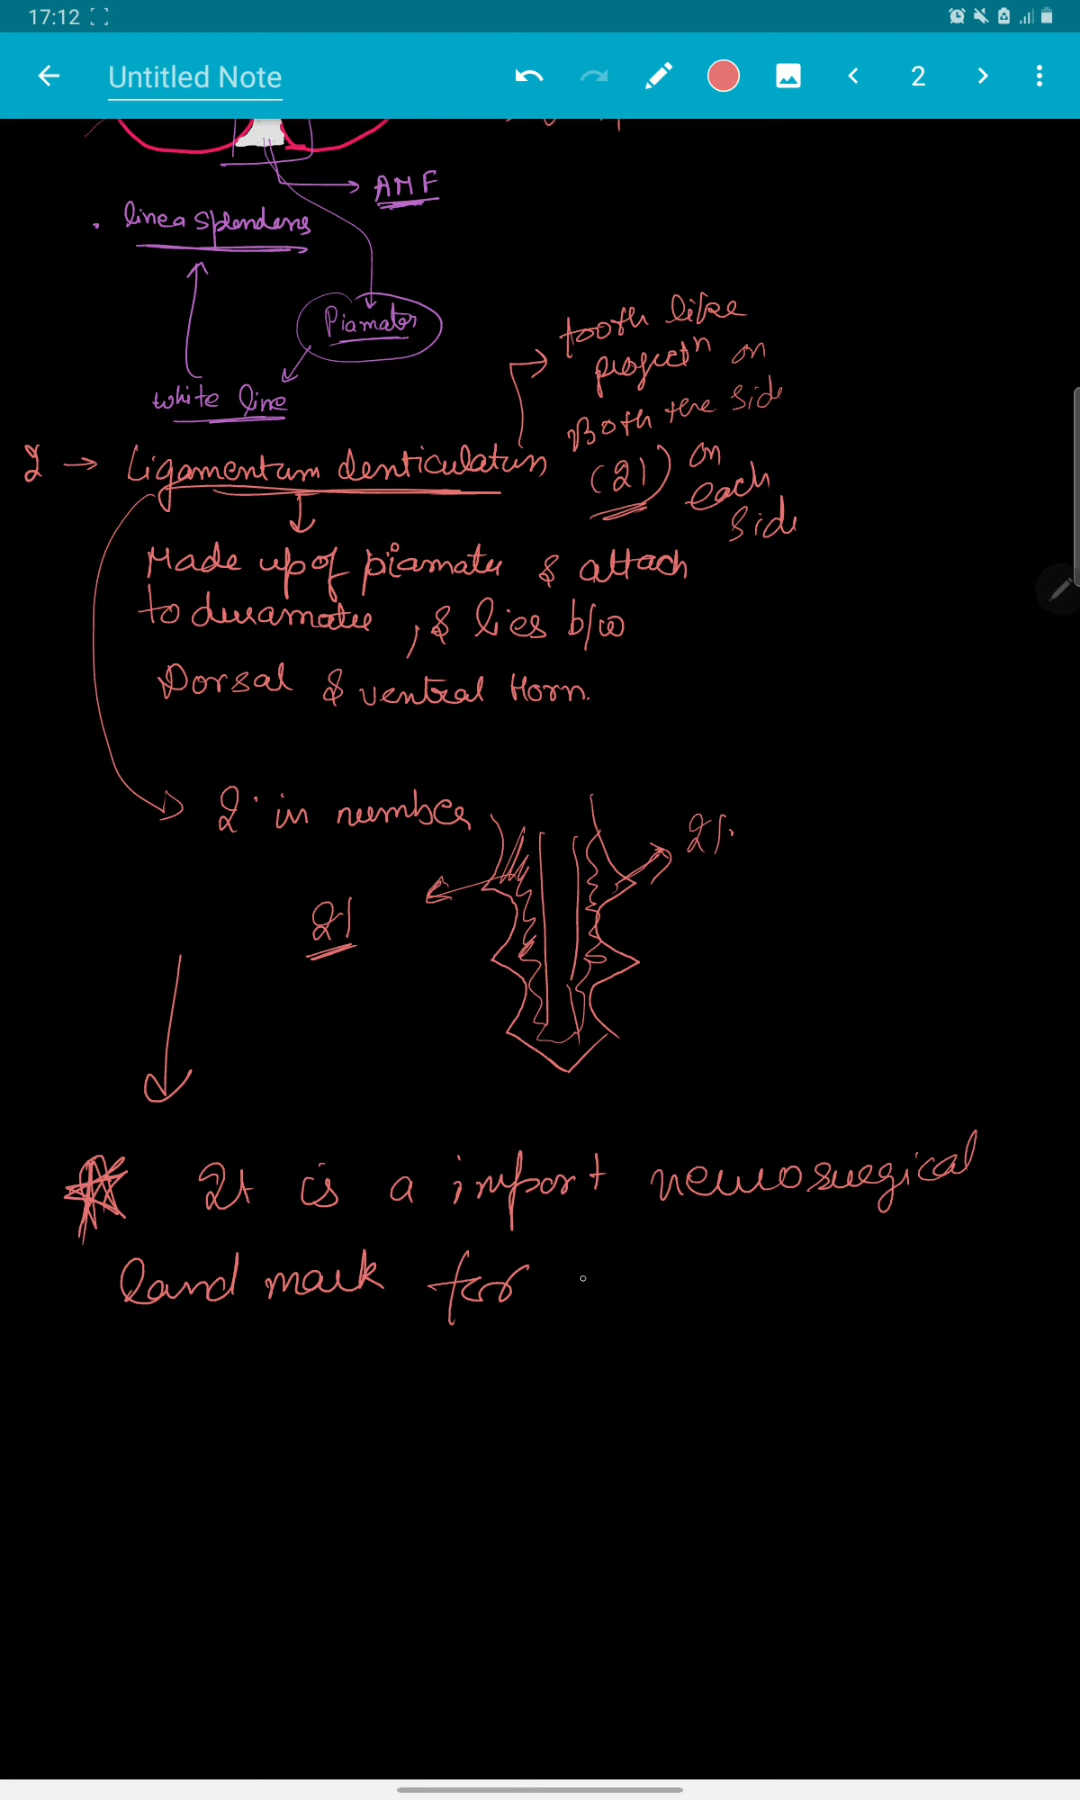 17:12
Untitled Note
2
AMF
. linea splendens
Piamater
white line
tooth like
projectⁿ on
Both the side
(21) on
each
side
2 → Ligamentum denticulatum
Made up of piamater & attach
to duramater, & lies b/w
Dorsal & ventral Horn.
2 in number
21.
21
It is a import neurosurgical
land mark for